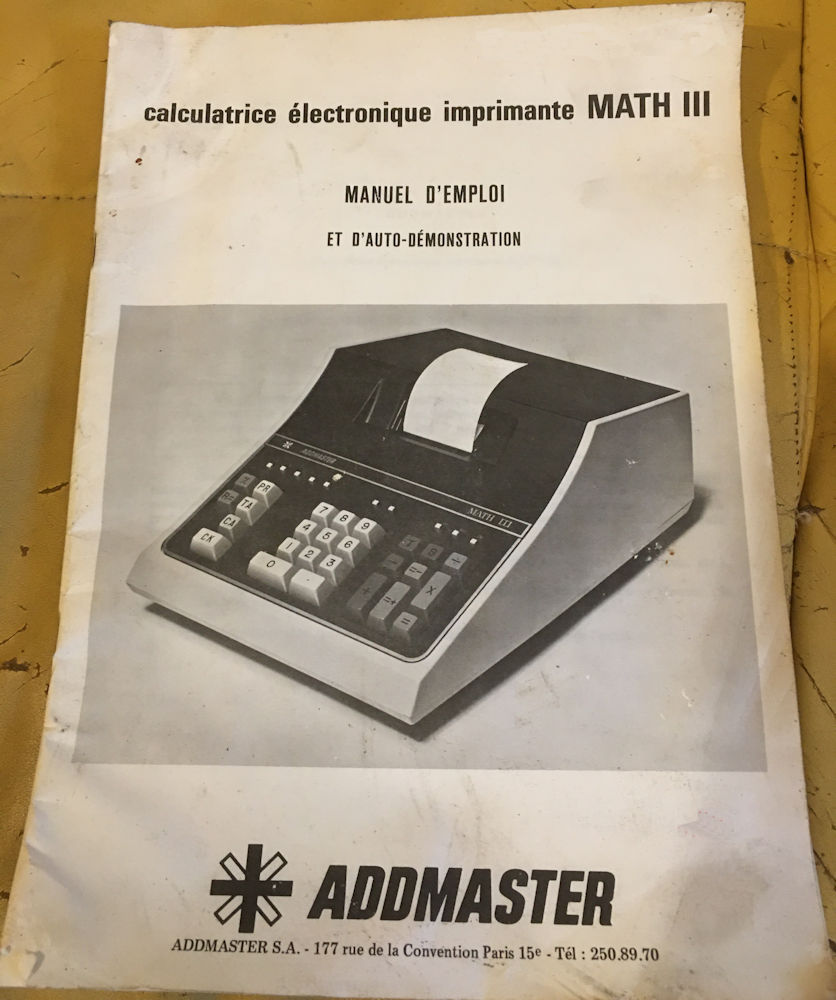 calculatrice électronique imprimante MATH III
MANUEL D'EMPLOI
ET D'AUTO-DÉMONSTRATION
ADDMASTER
MATH III
PR
TA
CA
CK
7 8 9
4 5 6
1 2 3
0 .
÷
X
=
ADDMASTER
ADDMASTER S.A. - 177 rue de la Convention Paris 15e - Tél : 250.89.70